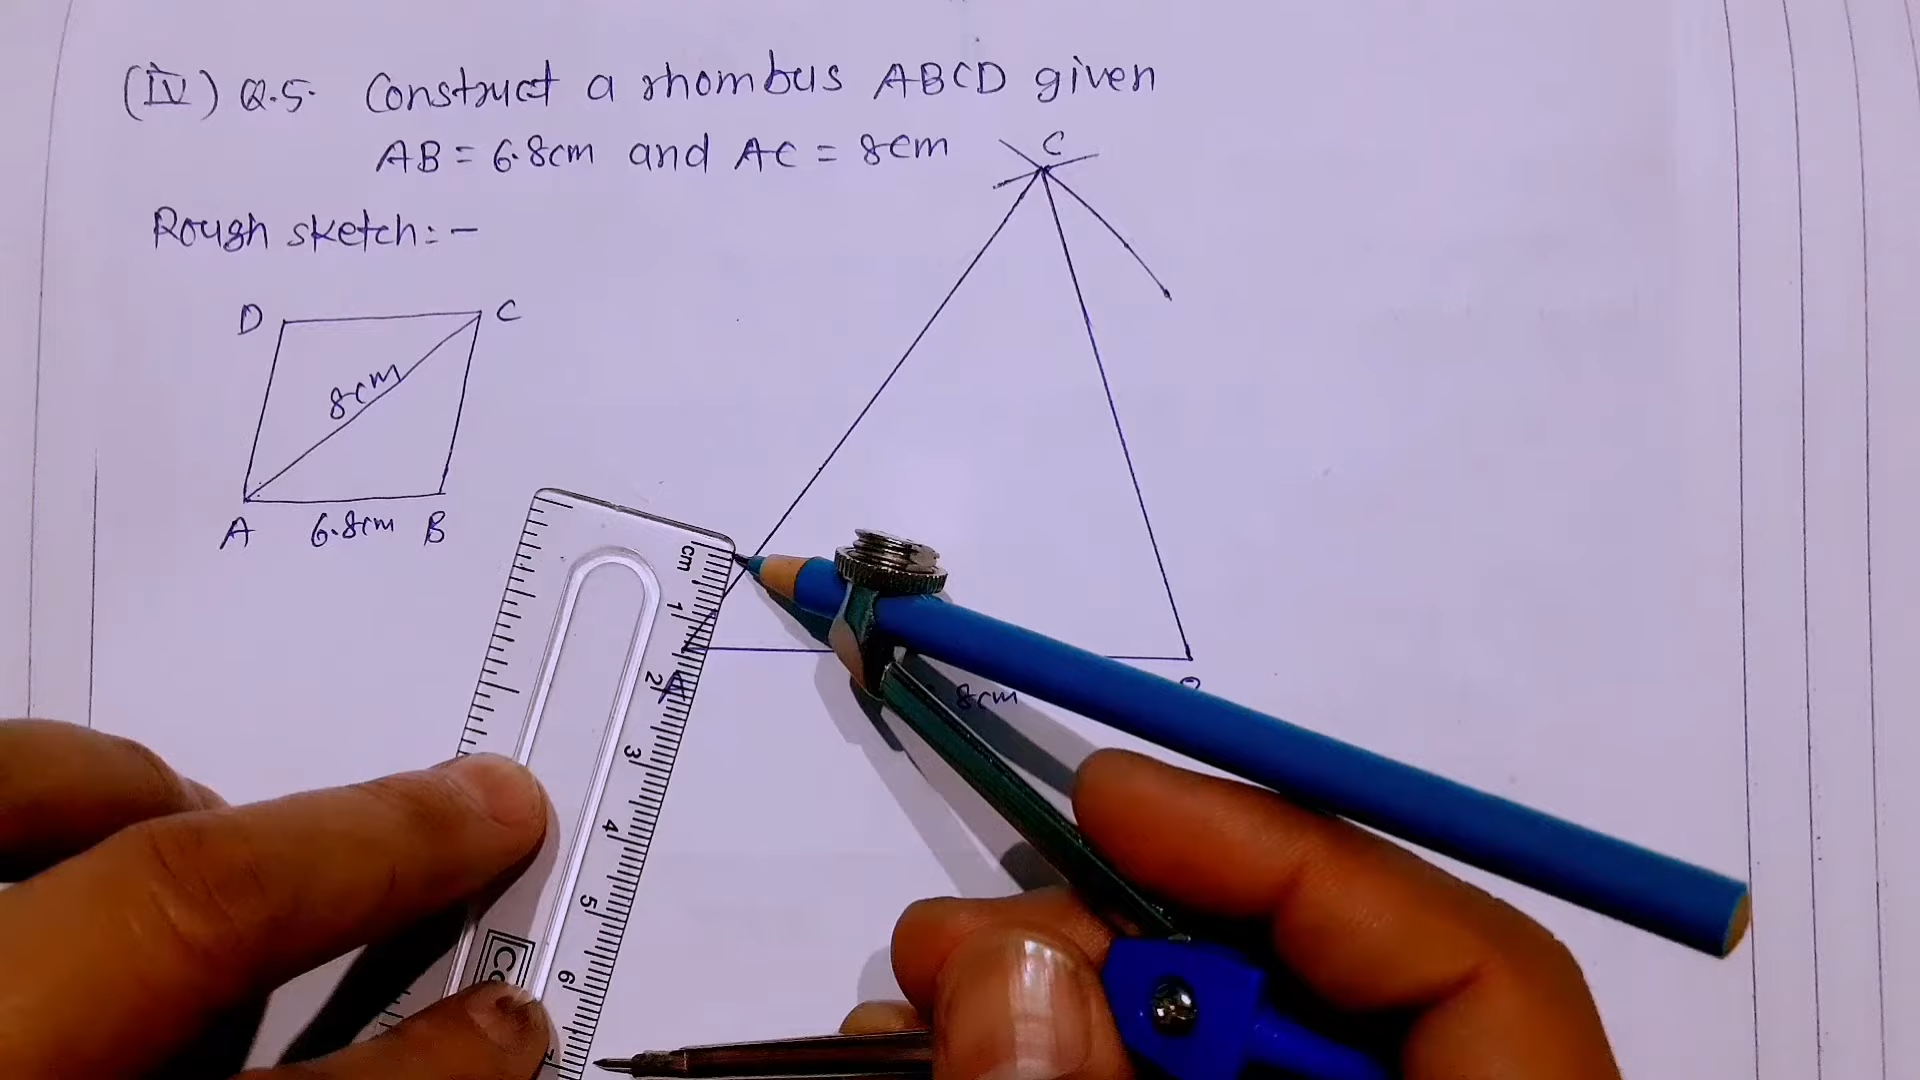 (IV) Q.5. Construct a rhombus ABCD given
AB = 6.8cm and AC = 8cm
Rough sketch:-
C
D
C
8cm
A
6.8cm
B
A
8cm
cm
1
2
3
4
5
6
7